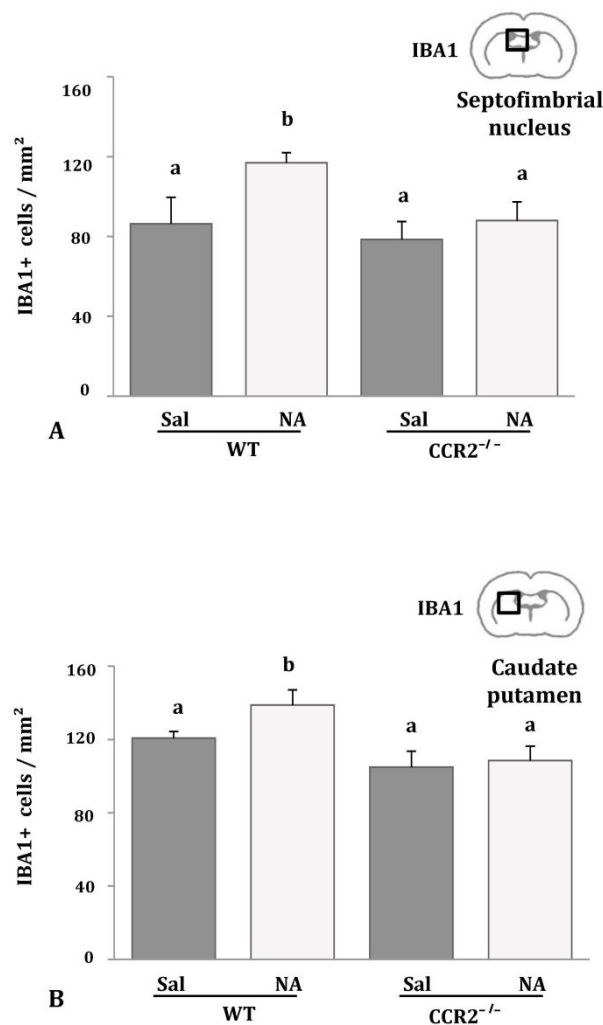 IBA1
Septofimbrial
nucleus
IBA1+ cells / mm²
160
120
80
40
0
a
b
a
a
Sal
NA
Sal
NA
WT
CCR2⁻/⁻
A
IBA1
Caudate
putamen
IBA1+ cells / mm²
160
120
80
40
0
a
b
a
a
Sal
NA
Sal
NA
WT
CCR2⁻/⁻
B